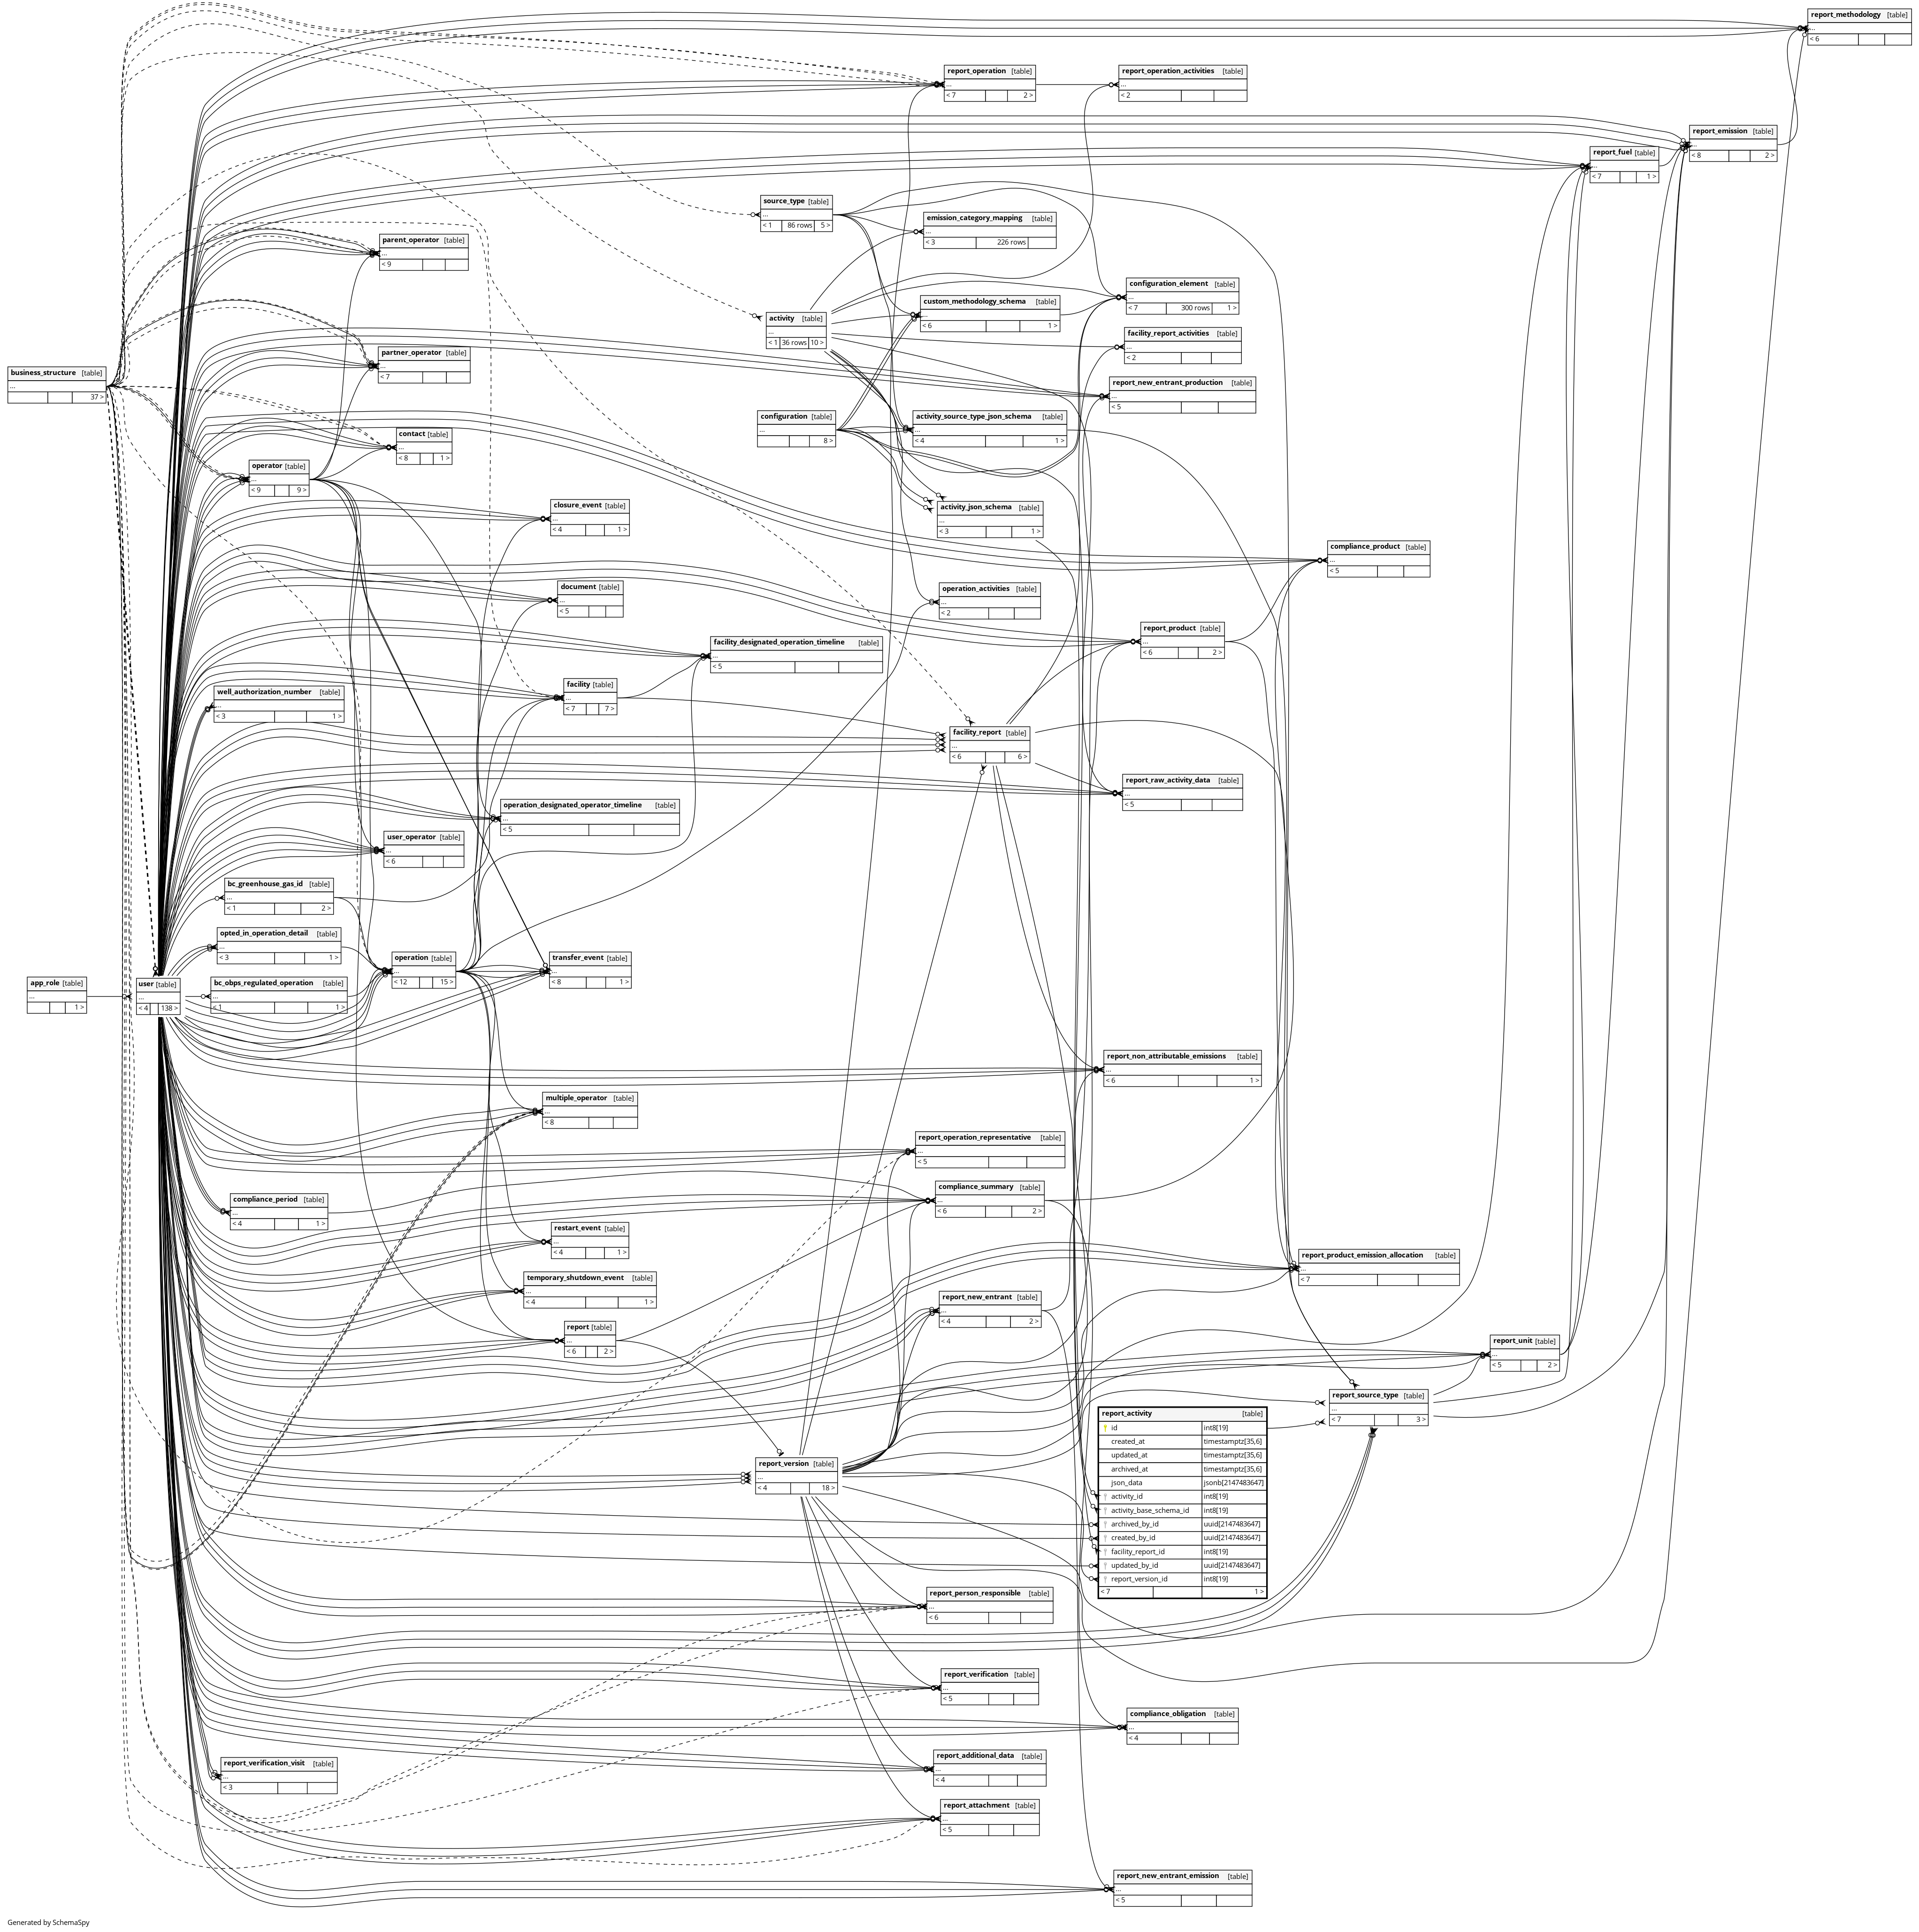 report_methodology [table]
...
< 6
report_operation [table]
...
< 7 2 >
report_operation_activities [table]
...
< 2
report_emission [table]
...
< 8 2 >
report_fuel [table]
...
< 7 1 >
source_type [table]
...
< 1 86 rows 5 >
emission_category_mapping [table]
...
< 3 226 rows
parent_operator [table]
...
< 9
configuration_element [table]
...
< 7 300 rows 1 >
custom_methodology_schema [table]
...
< 6 1 >
activity [table]
...
< 1 36 rows 10 >
facility_report_activities [table]
...
< 2
partner_operator [table]
...
< 7
business_structure [table]
...
37 >
report_new_entrant_production [table]
...
< 5
configuration [table]
...
8 >
activity_source_type_json_schema [table]
...
< 4 1 >
contact [table]
...
< 8 1 >
operator [table]
...
< 9 9 >
closure_event [table]
...
< 4 1 >
activity_json_schema [table]
...
< 3 1 >
compliance_product [table]
...
< 5
document [table]
...
< 5
operation_activities [table]
...
< 2
report_product [table]
...
< 6 2 >
facility_designated_operation_timeline [table]
...
< 5
facility [table]
...
< 7 7 >
well_authorization_number [table]
...
< 3 1 >
facility_report [table]
...
< 6 6 >
report_raw_activity_data [table]
...
< 5
operation_designated_operator_timeline [table]
...
< 5
user_operator [table]
...
< 6
bc_greenhouse_gas_id [table]
...
< 1 2 >
opted_in_operation_detail [table]
...
< 3 1 >
operation [table]
...
< 12 15 >
transfer_event [table]
...
< 8 1 >
app_role [table]
...
1 >
user [table]
...
< 4 138 >
bc_obps_regulated_operation [table]
...
< 1 1 >
report_non_attributable_emissions [table]
...
< 6 1 >
multiple_operator [table]
...
< 8
report_operation_representative [table]
...
< 5
compliance_summary [table]
...
< 6 2 >
compliance_period [table]
...
< 4 1 >
restart_event [table]
...
< 4 1 >
report_product_emission_allocation [table]
...
< 7
temporary_shutdown_event [table]
...
< 4 1 >
report_new_entrant [table]
...
< 4 2 >
report [table]
...
< 6 2 >
report_unit [table]
...
< 5 2 >
report_source_type [table]
...
< 7 3 >
report_activity [table]
id int8[19]
created_at timestamptz[35,6]
updated_at timestamptz[35,6]
archived_at timestamptz[35,6]
json_data jsonb[2147483647]
activity_id int8[19]
activity_base_schema_id int8[19]
archived_by_id uuid[2147483647]
created_by_id uuid[2147483647]
facility_report_id int8[19]
updated_by_id uuid[2147483647]
report_version_id int8[19]
< 7 1 >
report_version [table]
...
< 4 18 >
report_person_responsible [table]
...
< 6
report_verification [table]
...
< 5
compliance_obligation [table]
...
< 4
report_additional_data [table]
...
< 4
report_verification_visit [table]
...
< 3
report_attachment [table]
...
< 5
report_new_entrant_emission [table]
...
< 5
Generated by SchemaSpy